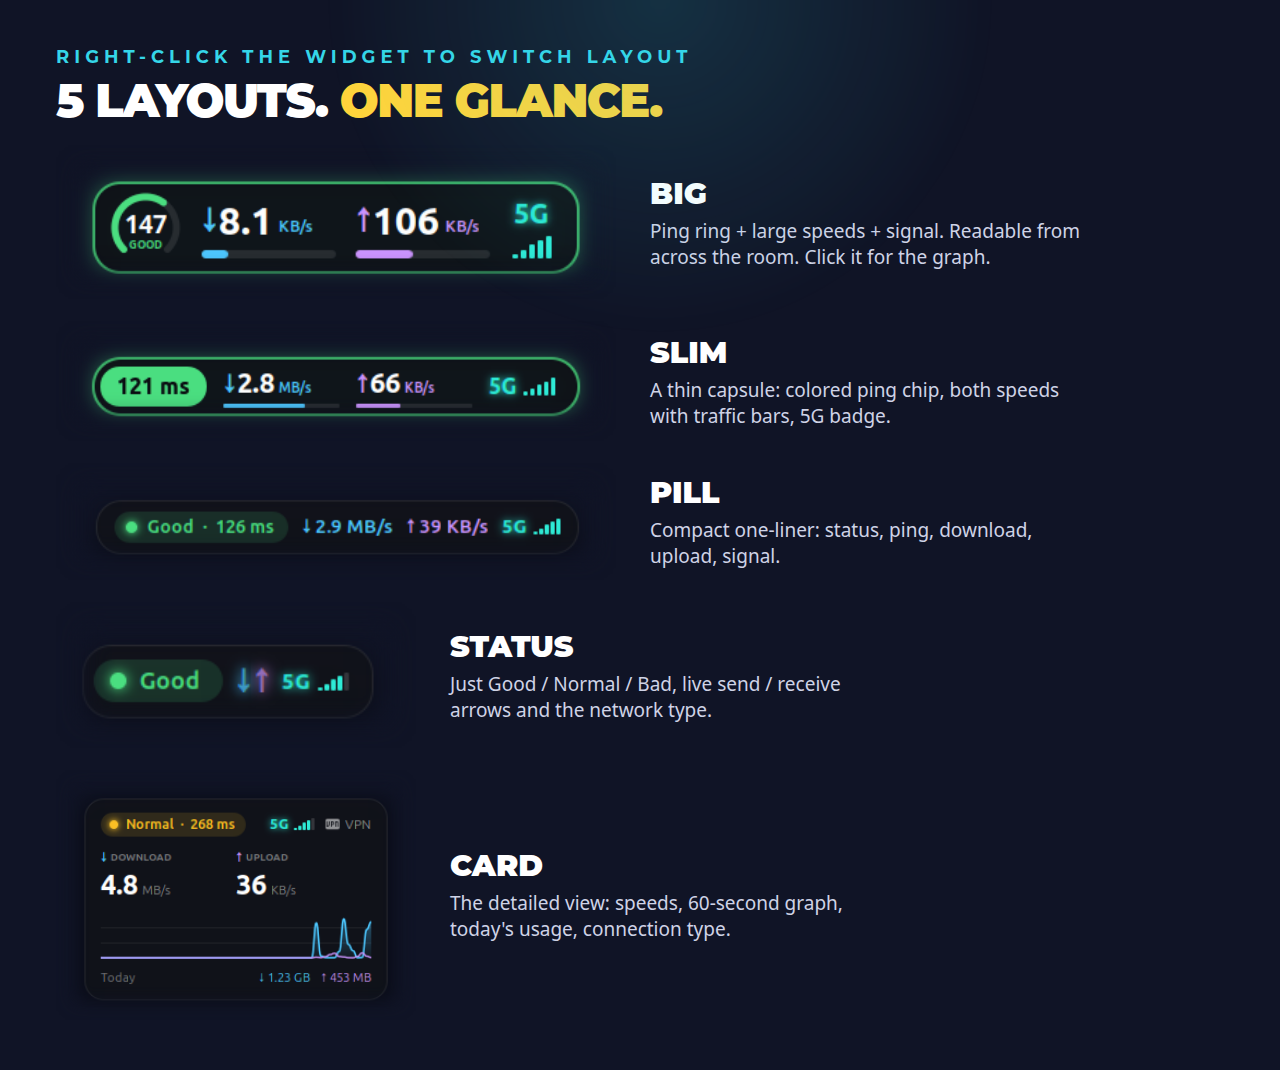 RIGHT-CLICK THE WIDGET TO SWITCH LAYOUT
5 LAYOUTS. ONE GLANCE.
147
GOOD
↓8.1 KB/s
↑106 KB/s
5G
BIG
Ping ring + large speeds + signal. Readable from
across the room. Click it for the graph.
121 ms
↓2.8 MB/s
↑66 KB/s
5G
SLIM
A thin capsule: colored ping chip, both speeds
with traffic bars, 5G badge.
Good · 126 ms ↓2.9 MB/s ↑39 KB/s 5G
PILL
Compact one-liner: status, ping, download,
upload, signal.
Good ↓↑ 5G
STATUS
Just Good / Normal / Bad, live send / receive
arrows and the network type.
Normal · 268 ms 5G VPN VPN
↓ DOWNLOAD ↑ UPLOAD
4.8 MB/s 36 KB/s
Today ↓1.23 GB ↑453 MB
CARD
The detailed view: speeds, 60-second graph,
today's usage, connection type.